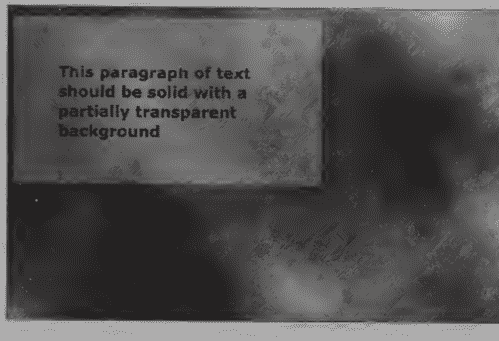 This paragraph of text
should be solid with a
partially transparent
background